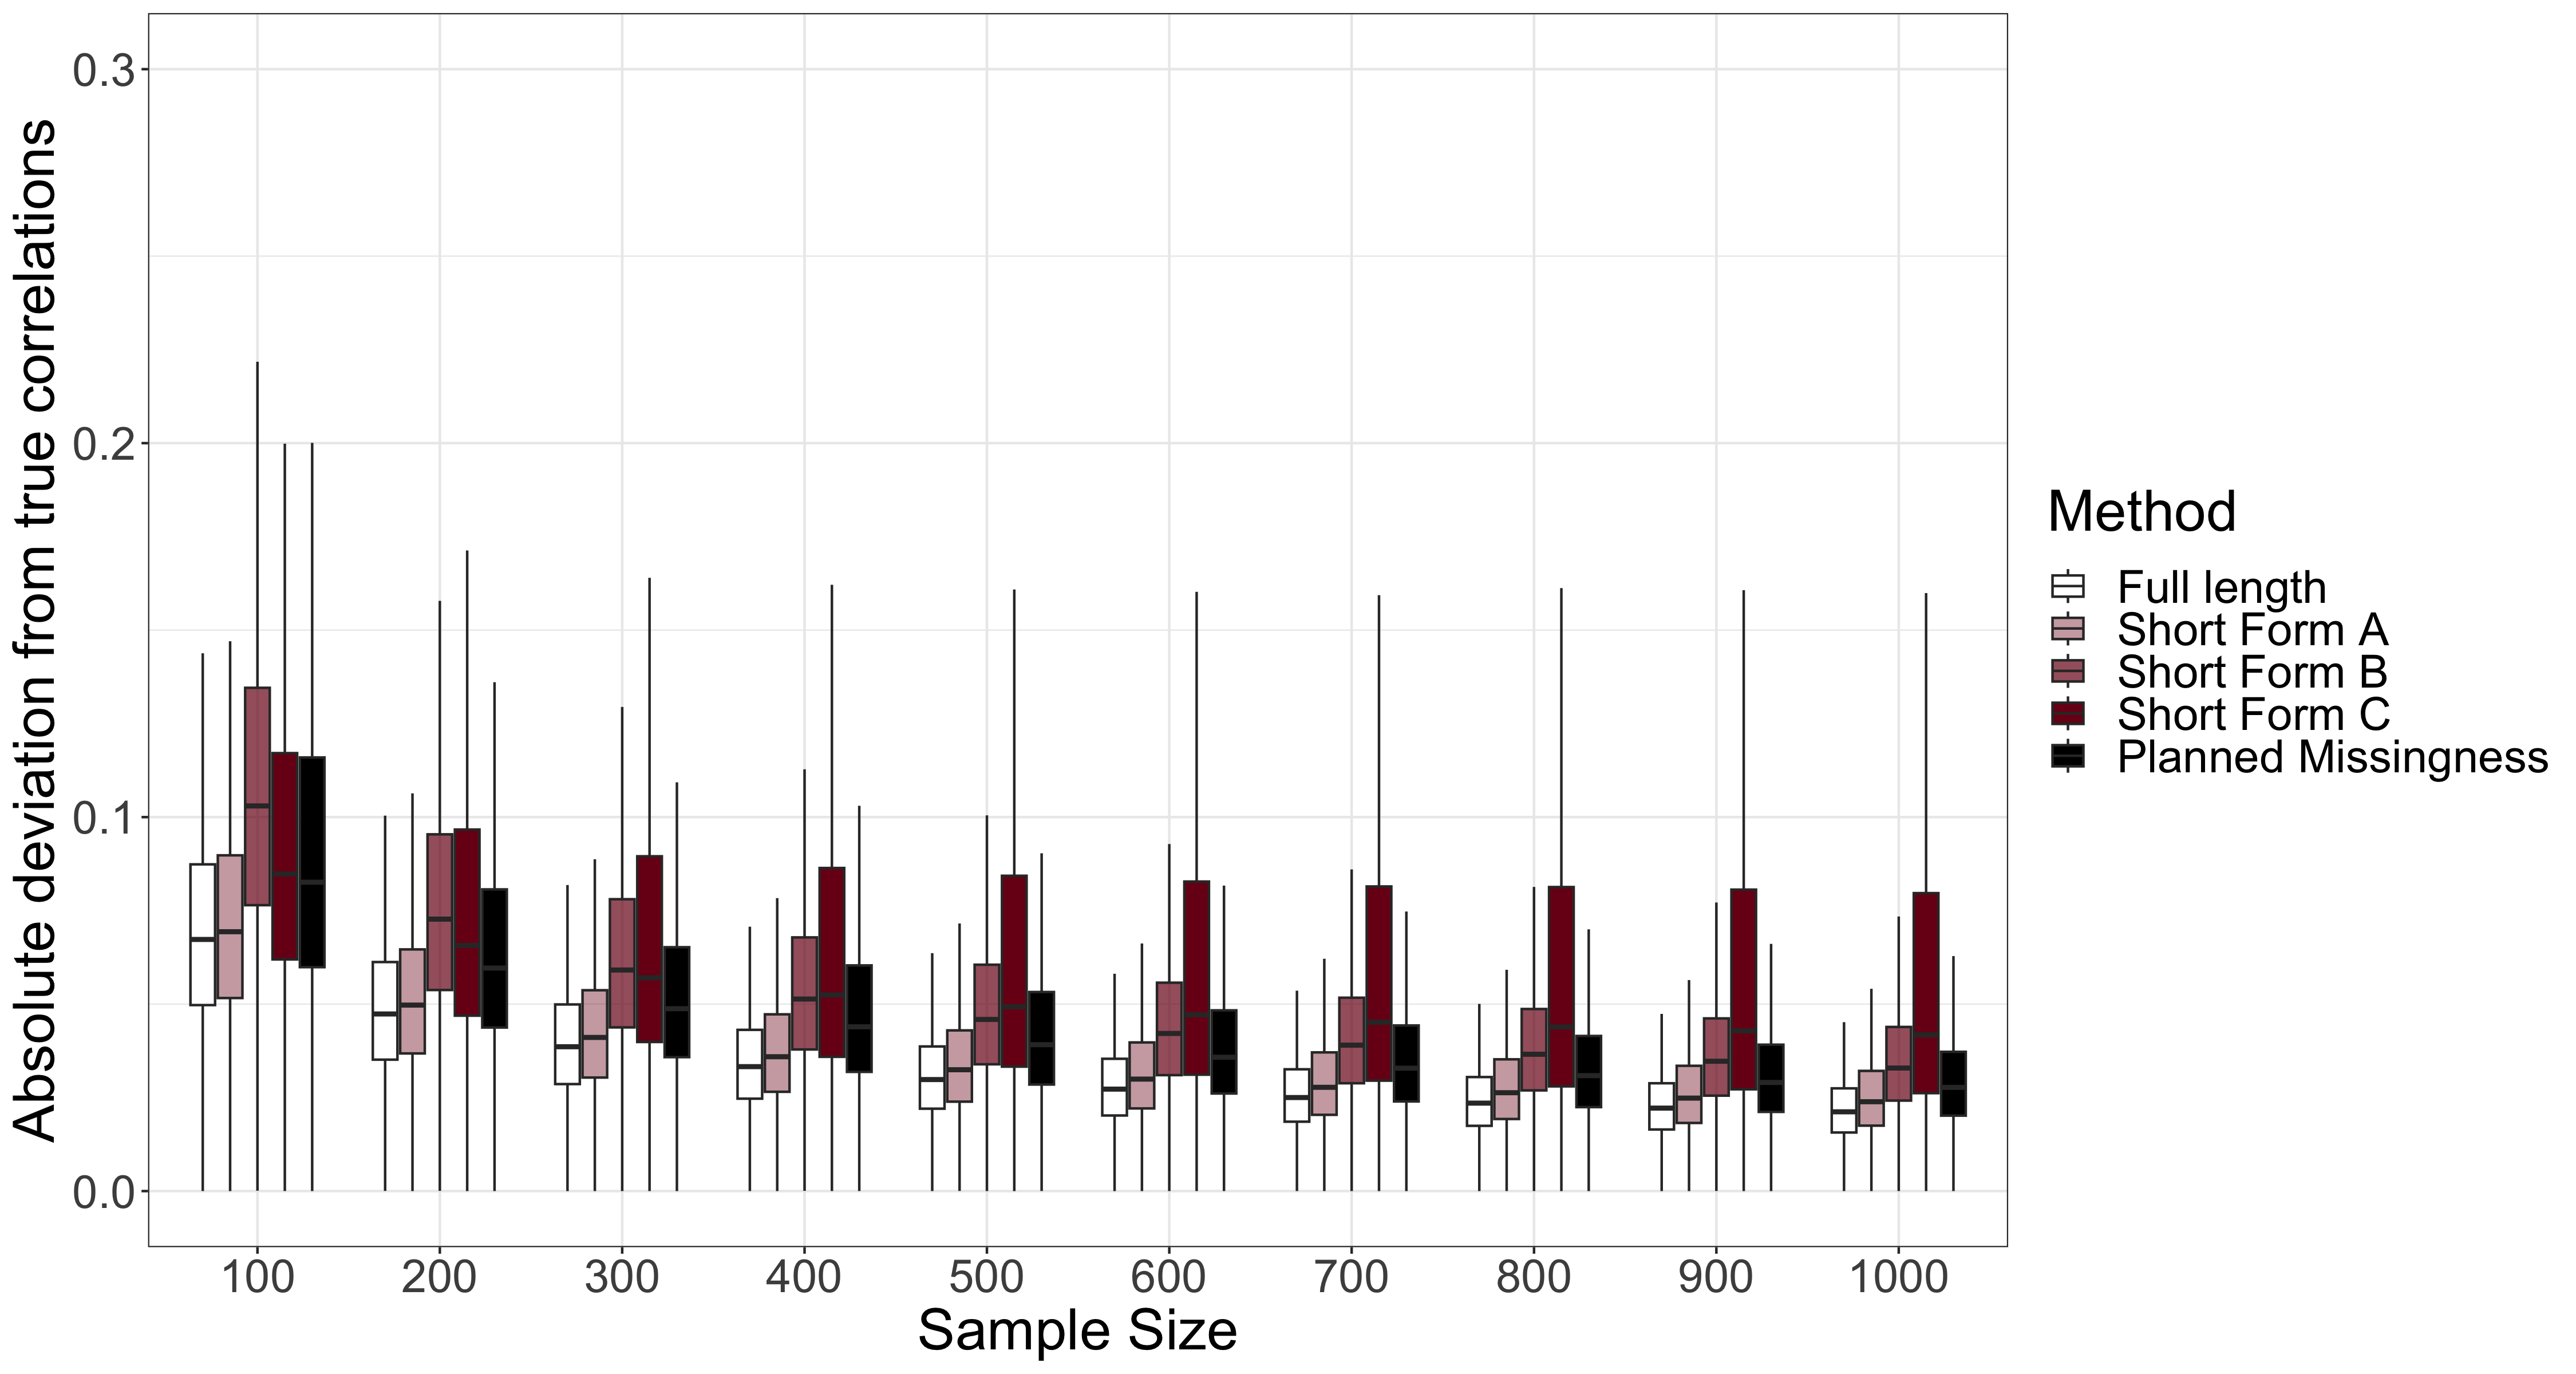 Absolute deviation from true correlations
0.3
0.2
0.1
0.0
100 200 300 400 500 600 700 800 900 1000
Sample Size
Method
Full length
Short Form A
Short Form B
Short Form C
Planned Missingness